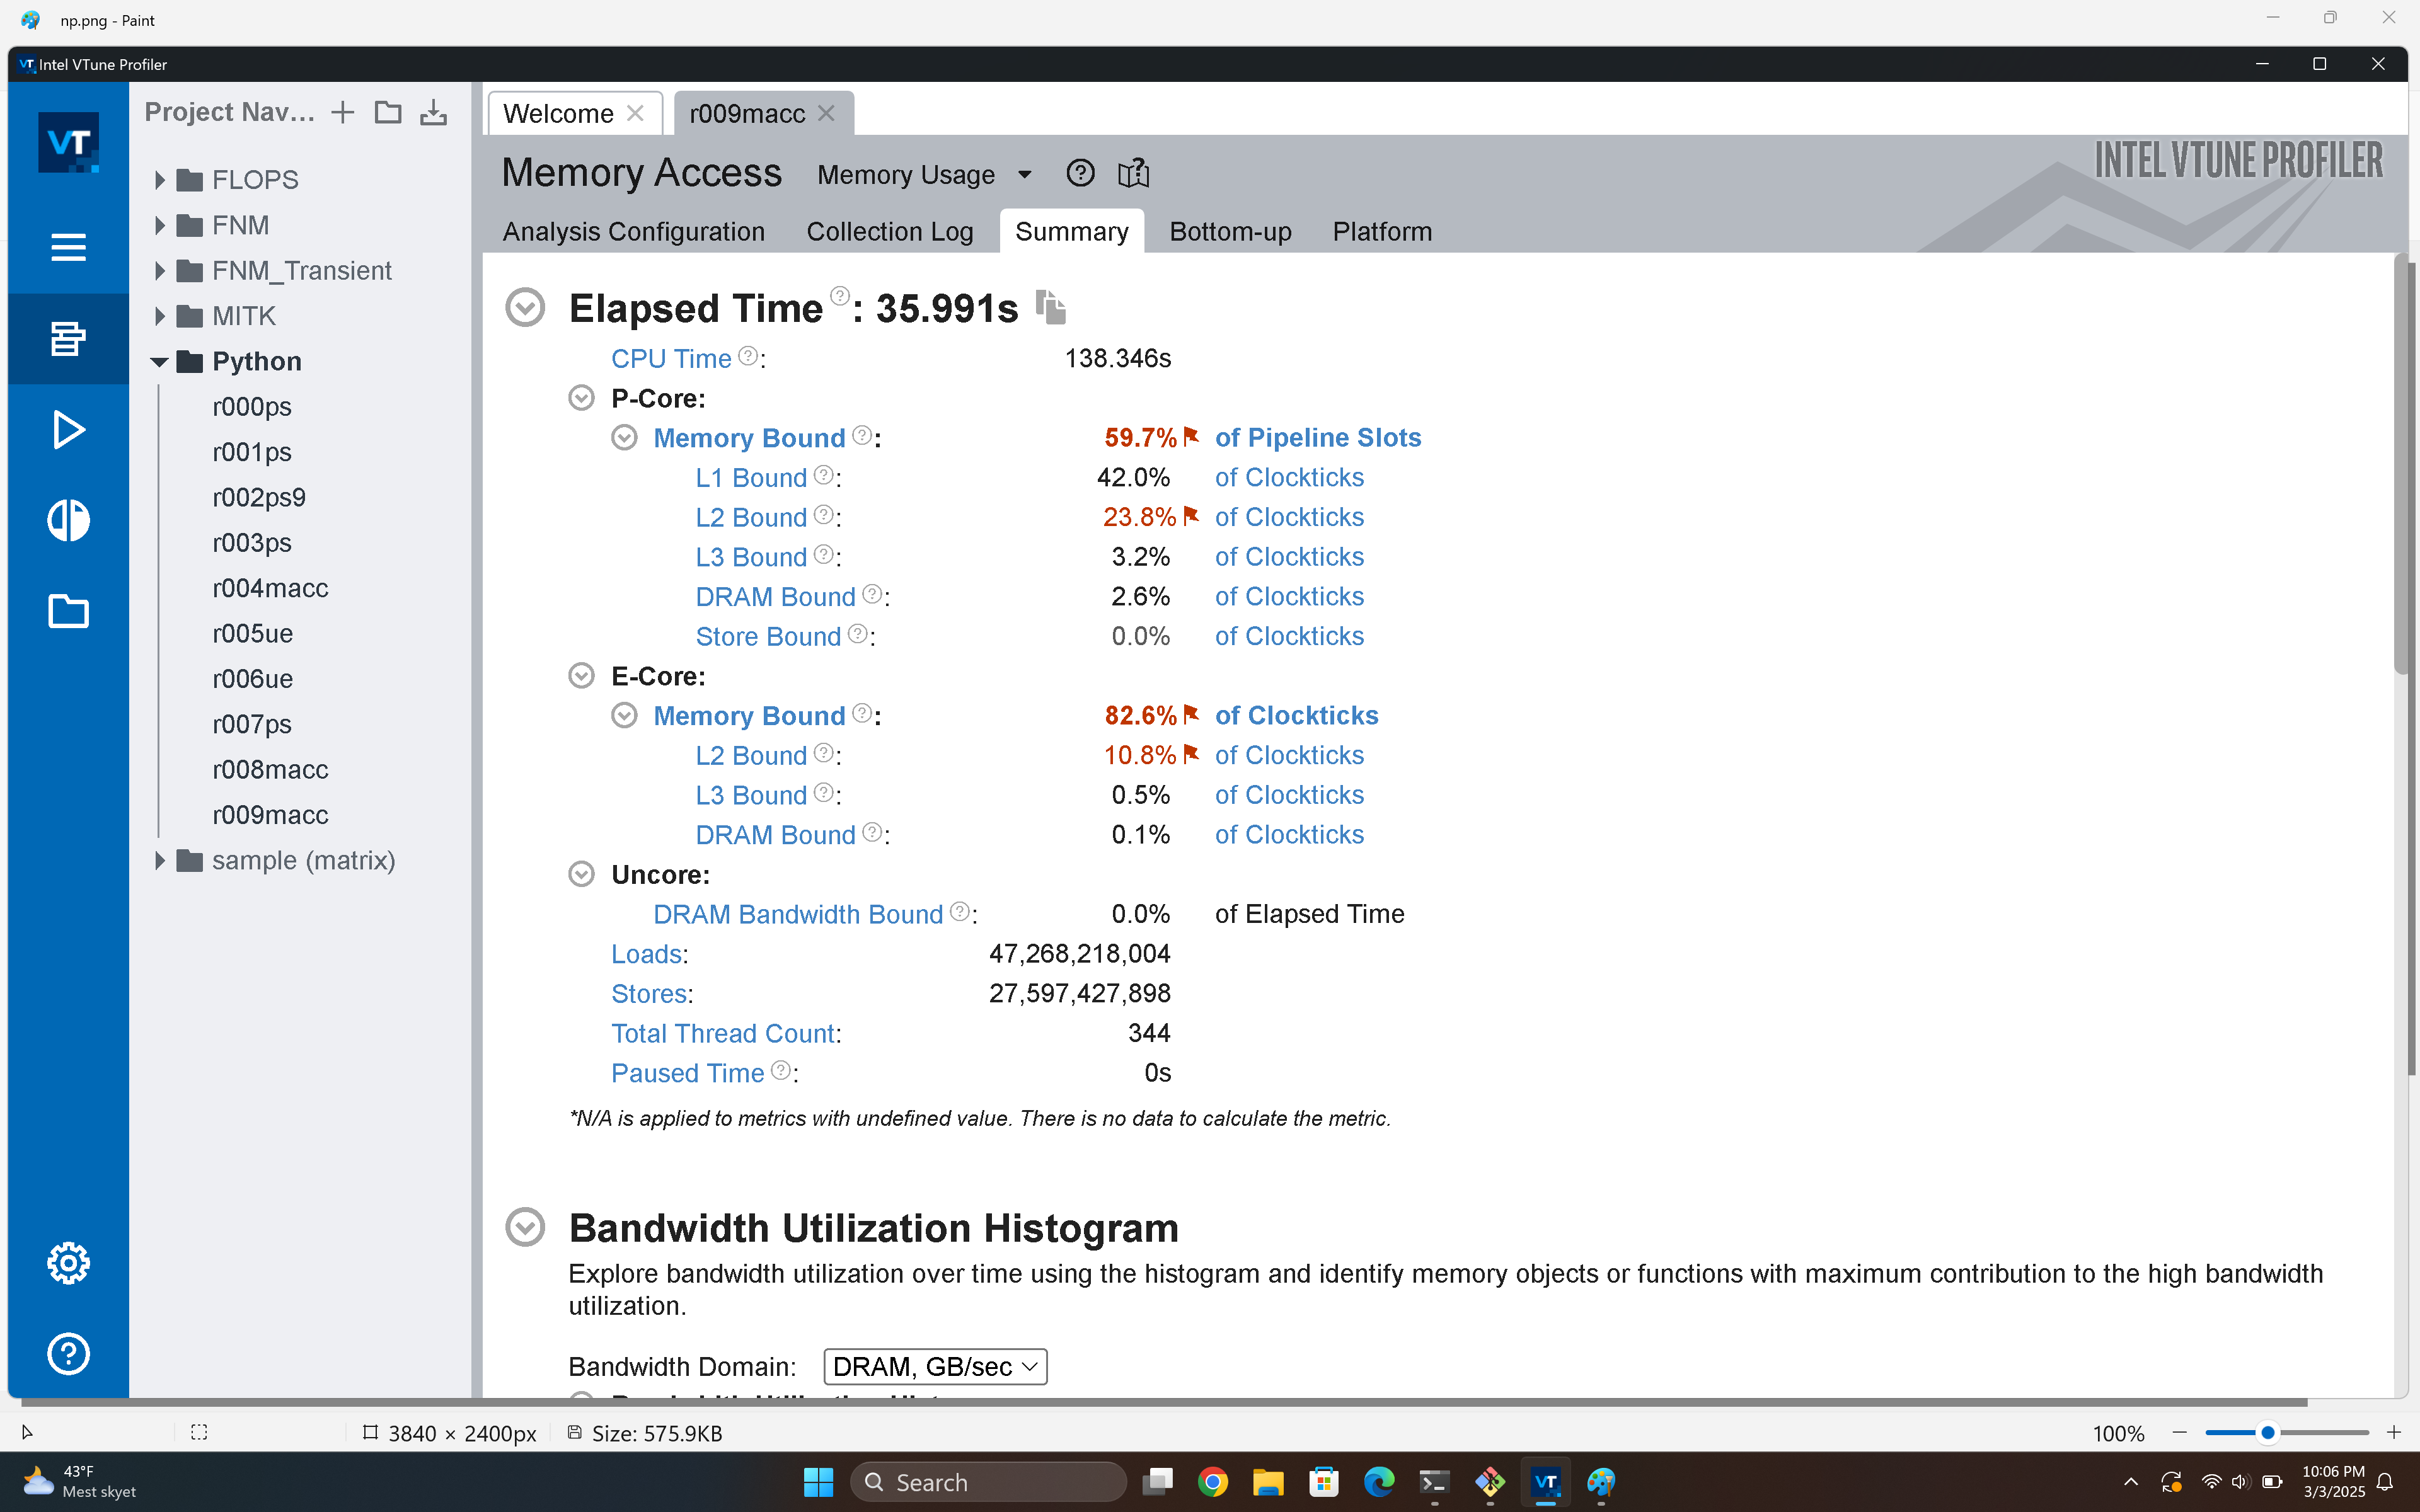 np.png - Paint
Intel VTune Profiler
VT
Project Nav...
FLOPS
FNM
FNM_Transient
MITK
Python
r000ps
r001ps
r002ps9
r003ps
r004macc
r005ue
r006ue
r007ps
r008macc
r009macc
sample (matrix)
Welcome
r009macc
Memory Access
Memory Usage
INTEL VTUNE PROFILER
Analysis Configuration
Collection Log
Summary
Bottom-up
Platform
Elapsed Time: 35.991s
CPU Time: 138.346s
P-Core:
Memory Bound: 59.7% of Pipeline Slots
L1 Bound: 42.0% of Clockticks
L2 Bound: 23.8% of Clockticks
L3 Bound: 3.2% of Clockticks
DRAM Bound: 2.6% of Clockticks
Store Bound: 0.0% of Clockticks
E-Core:
Memory Bound: 82.6% of Clockticks
L2 Bound: 10.8% of Clockticks
L3 Bound: 0.5% of Clockticks
DRAM Bound: 0.1% of Clockticks
Uncore:
DRAM Bandwidth Bound: 0.0% of Elapsed Time
Loads: 47,268,218,004
Stores: 27,597,427,898
Total Thread Count: 344
Paused Time: 0s
*N/A is applied to metrics with undefined value. There is no data to calculate the metric.
Bandwidth Utilization Histogram
Explore bandwidth utilization over time using the histogram and identify memory objects or functions with maximum contribution to the high bandwidth
utilization.
Bandwidth Domain: DRAM, GB/sec
3840 × 2400px
Size: 575.9KB
100%
43°F
Mest skyet
Search
VT
10:06 PM
3/3/2025